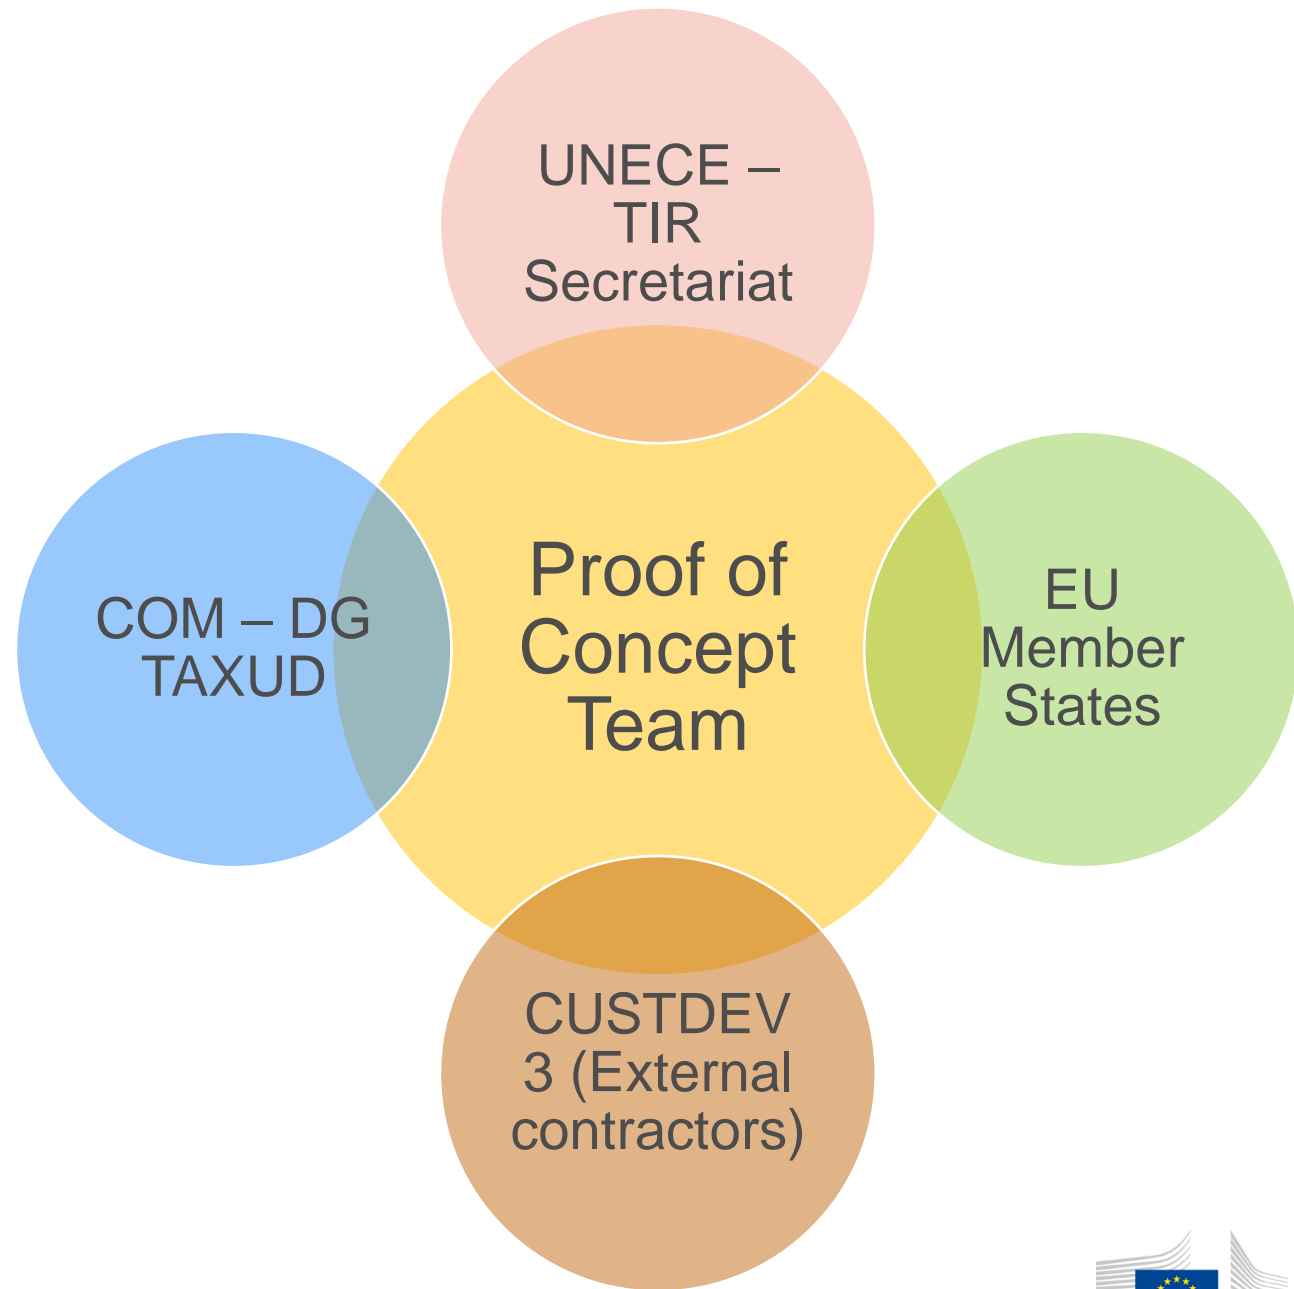 UNECE –
TIR
Secretariat
COM – DG
TAXUD
Proof of
Concept
Team
EU
Member
States
CUSTDEV
3 (External
contractors)